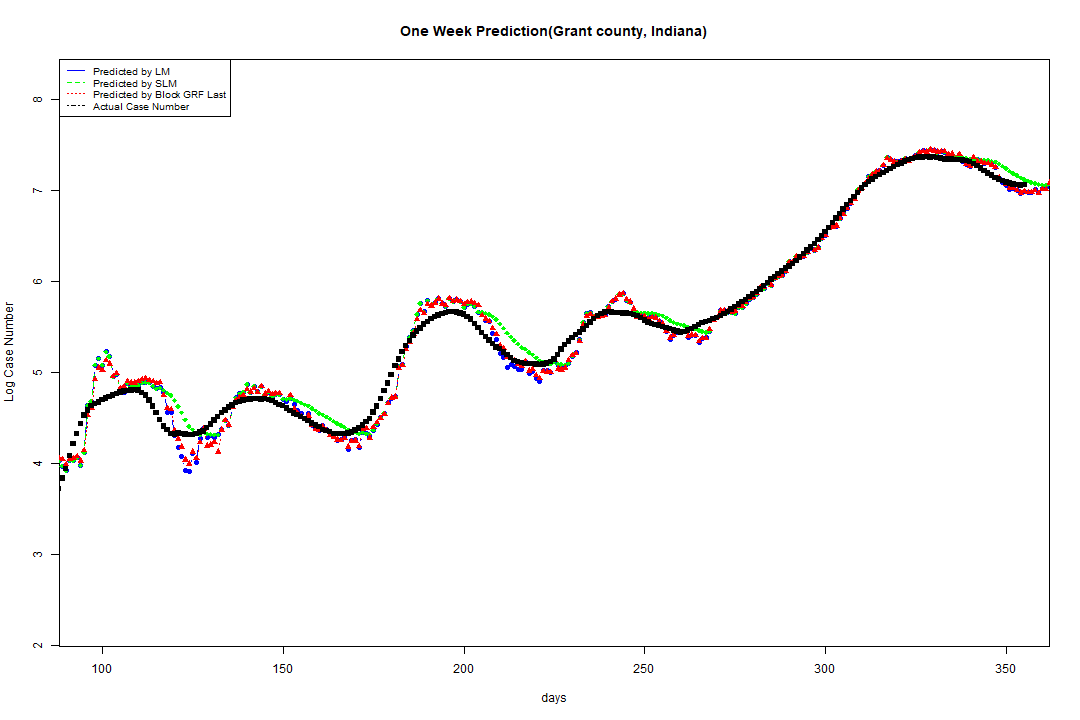 One Week Prediction(Grant county, Indiana)
Predicted by LM
Predicted by SLM
Predicted by Block GRF Last
Actual Case Number
8
7
6
5
4
3
2
Log Case Number
100 150 200 250 300 350
days